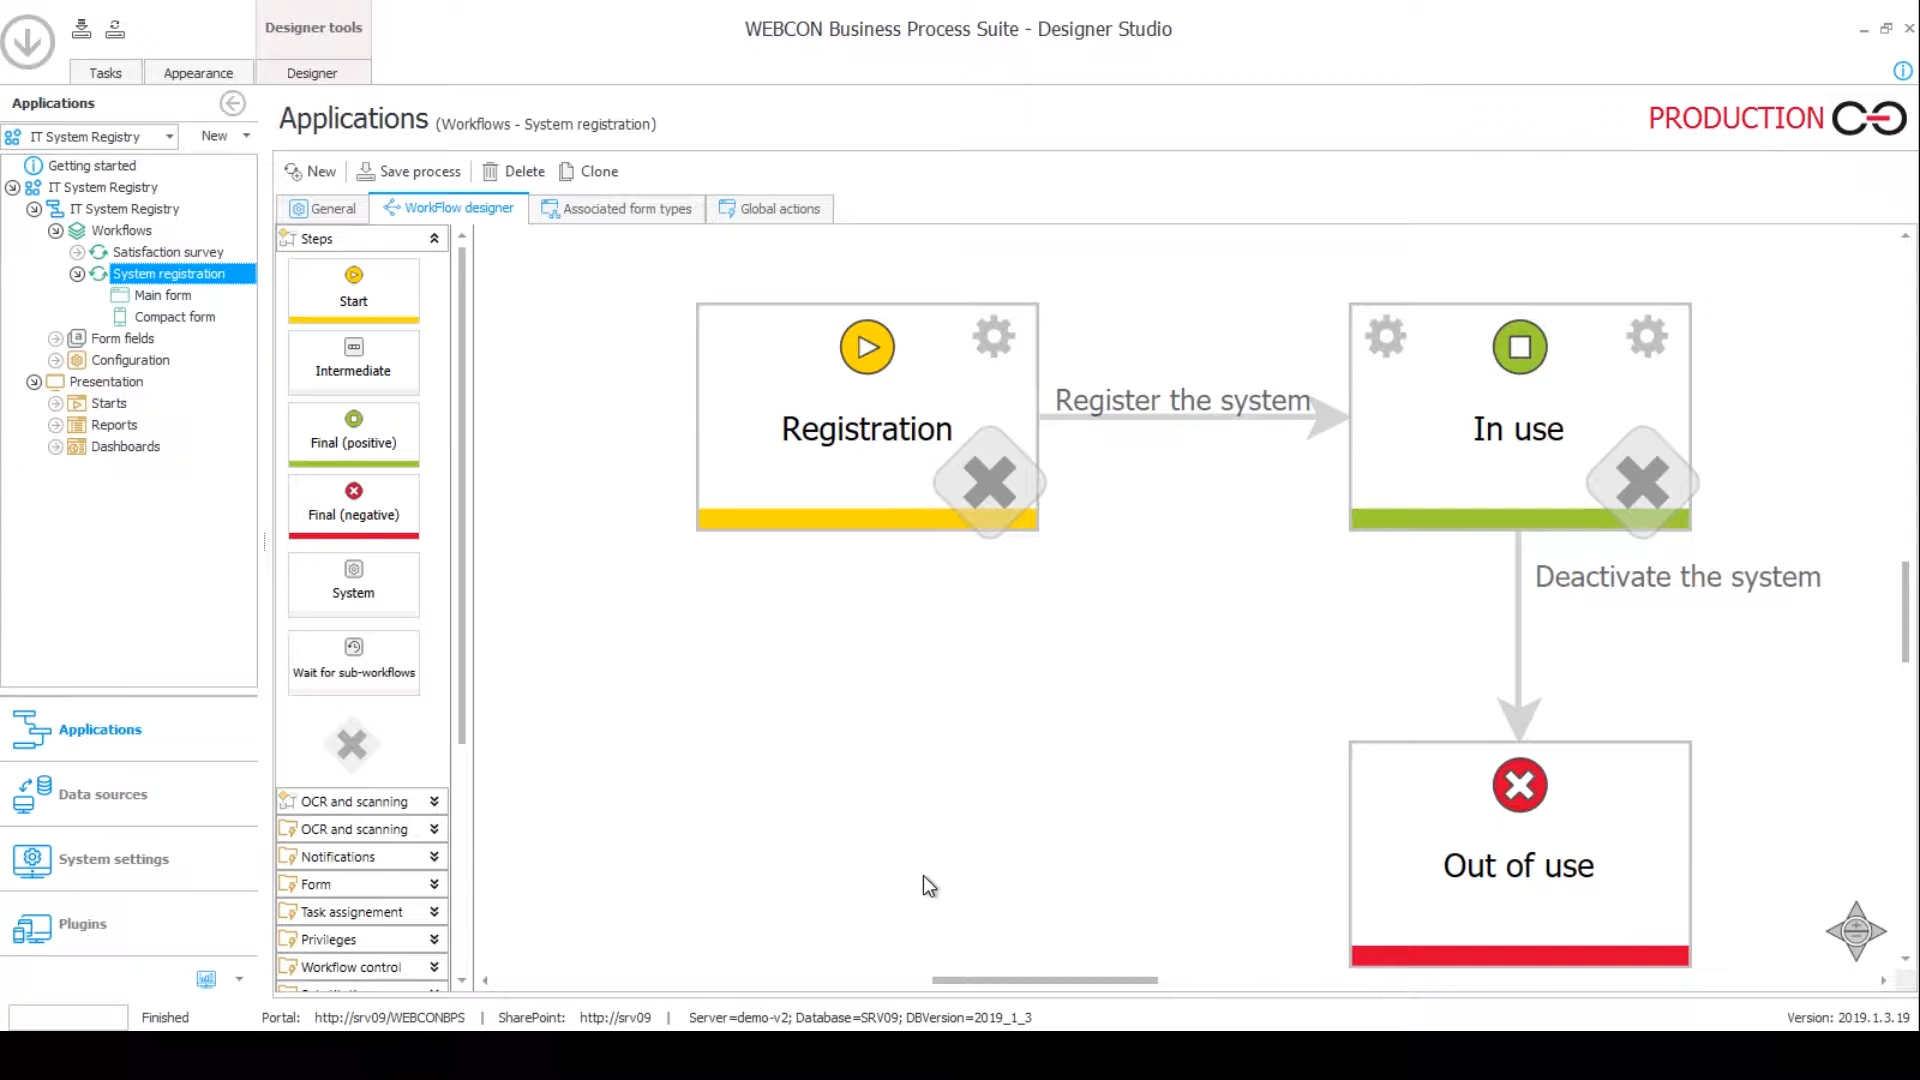 Designer tools
WEBCON Business Process Suite - Designer Studio
Tasks
Appearance
Designer
Applications
IT System Registry
New
Getting started
IT System Registry
IT System Registry
Workflows
Satisfaction survey
System registration
Main form
Compact form
Form fields
Configuration
Presentation
Starts
Reports
Dashboards
Applications
Data sources
System settings
Plugins
Applications (Workflows - System registration)
PRODUCTION
New
Save process
Delete
Clone
General
WorkFlow designer
Associated form types
Global actions
Steps
Start
Intermediate
Final (positive)
Final (negative)
System
Wait for sub-workflows
OCR and scanning
OCR and scanning
Notifications
Form
Task assignement
Privileges
Workflow control
Registration
Register the system
In use
Deactivate the system
Out of use
Finished
Portal: http://srv09/WEBCONBPS | SharePoint: http://srv09 | Server=demo-v2; Database=SRV09; DBVersion=2019_1_3
Version: 2019.1.3.19